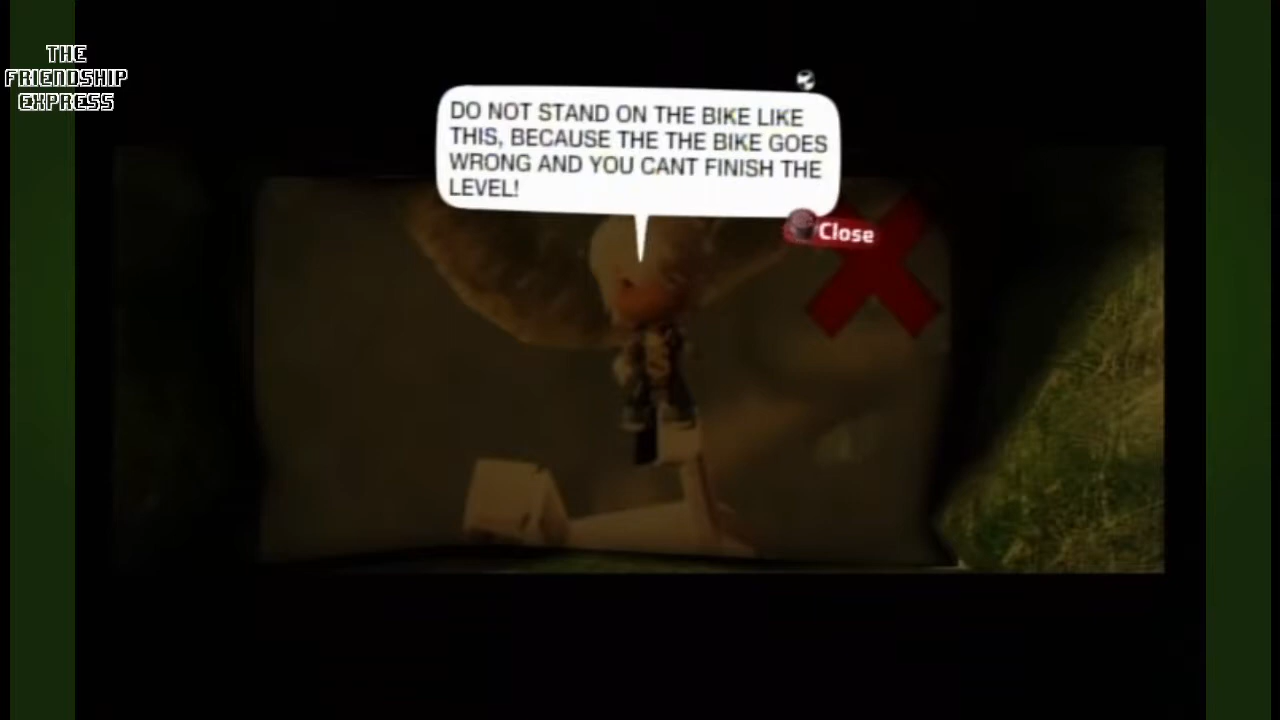 THE
FRIENDSHIP
EXPRESS
DO NOT STAND ON THE BIKE LIKE
THIS, BECAUSE THE THE BIKE GOES
WRONG AND YOU CANT FINISH THE
LEVEL!
Close